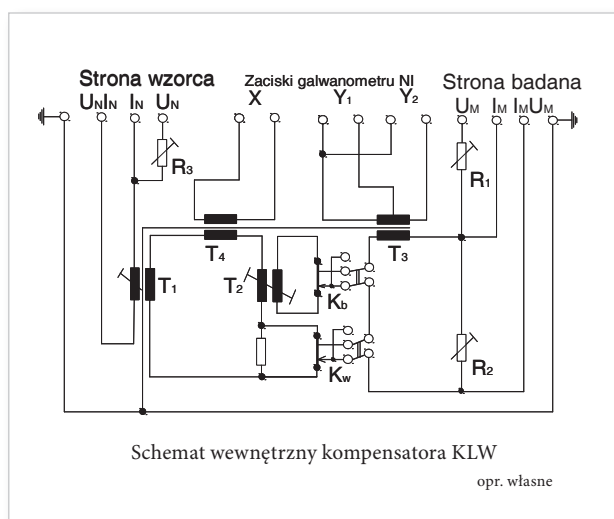 Strona wzorca Zaciski galwanometru NI Strona badana
UNIN IN UN X Y1 Y2 UM IM IMUM
R3 R1
T4 T3
T1 T2 Kb
Kw R2
Schemat wewnętrzny kompensatora KLW
opr. własne